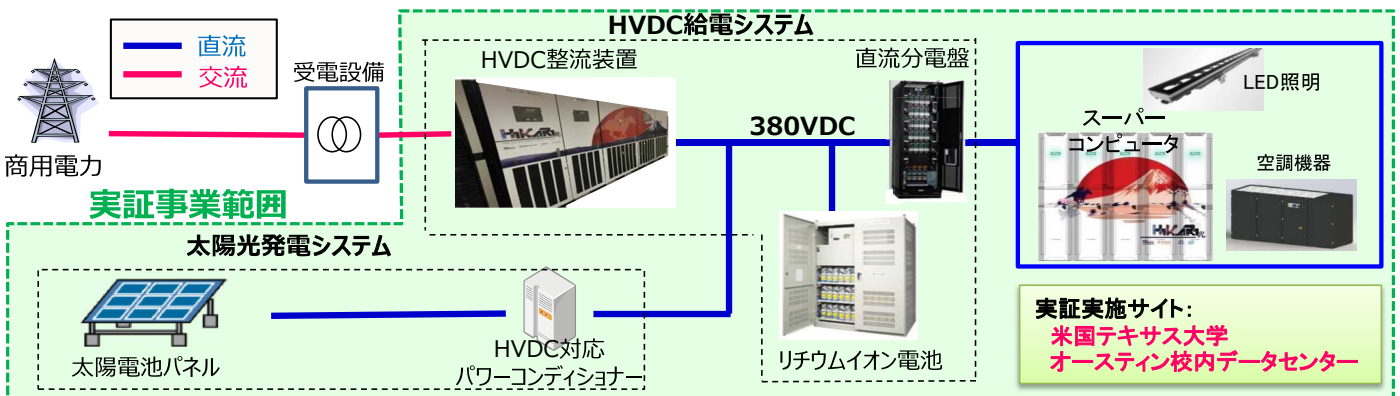 HVDC給電システム
直流
交流
受電設備
HVDC整流装置
直流分電盤
LED照明
スーパー
コンピュータ
空調機器
380VDC
商用電力
実証事業範囲
太陽光発電システム
HiKARI
HiKARI
太陽電池パネル
HVDC対応
パワーコンディショナー
リチウムイオン電池
実証実施サイト:
米国テキサス大学
オースティン校内データセンター